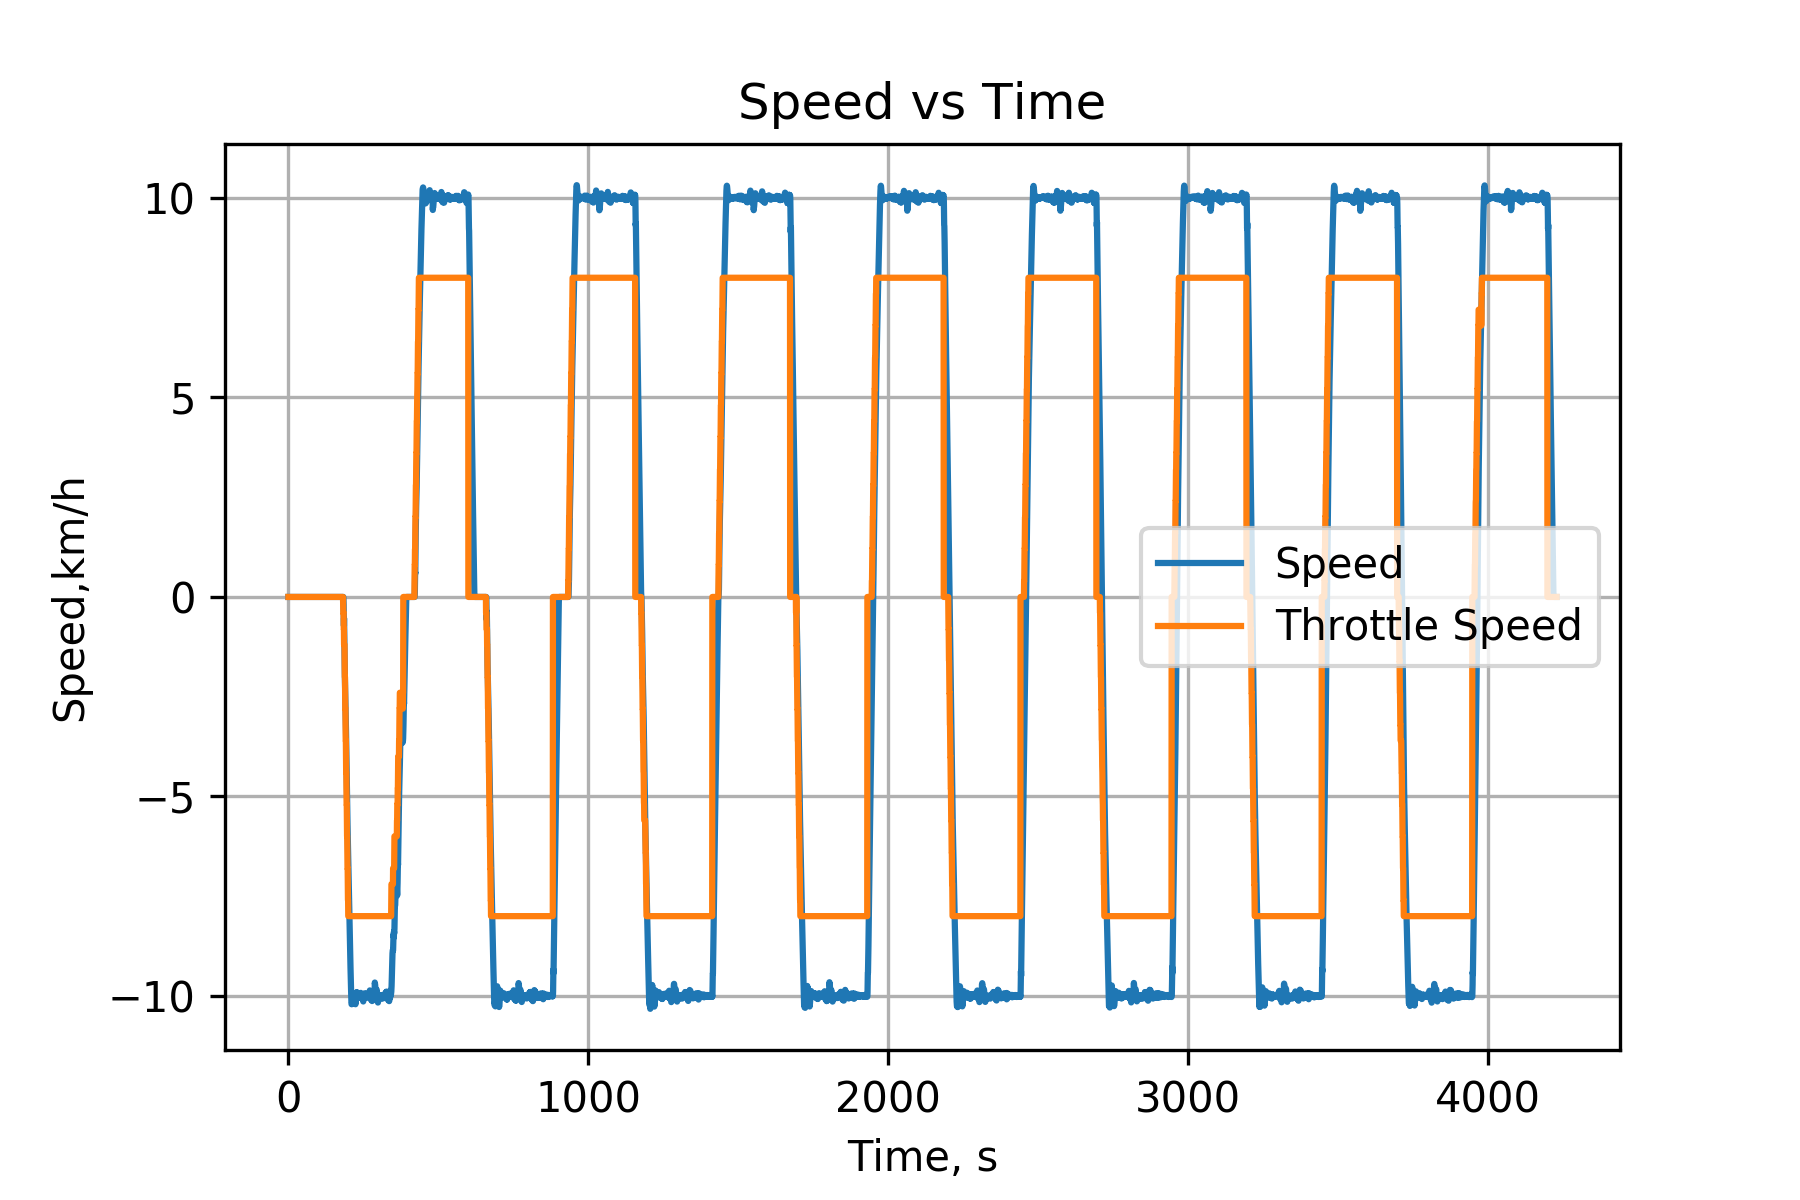 Speed vs Time
10
5
0
−5
−10
Speed,km/h
Speed
Throttle Speed
0 1000 2000 3000 4000
Time, s